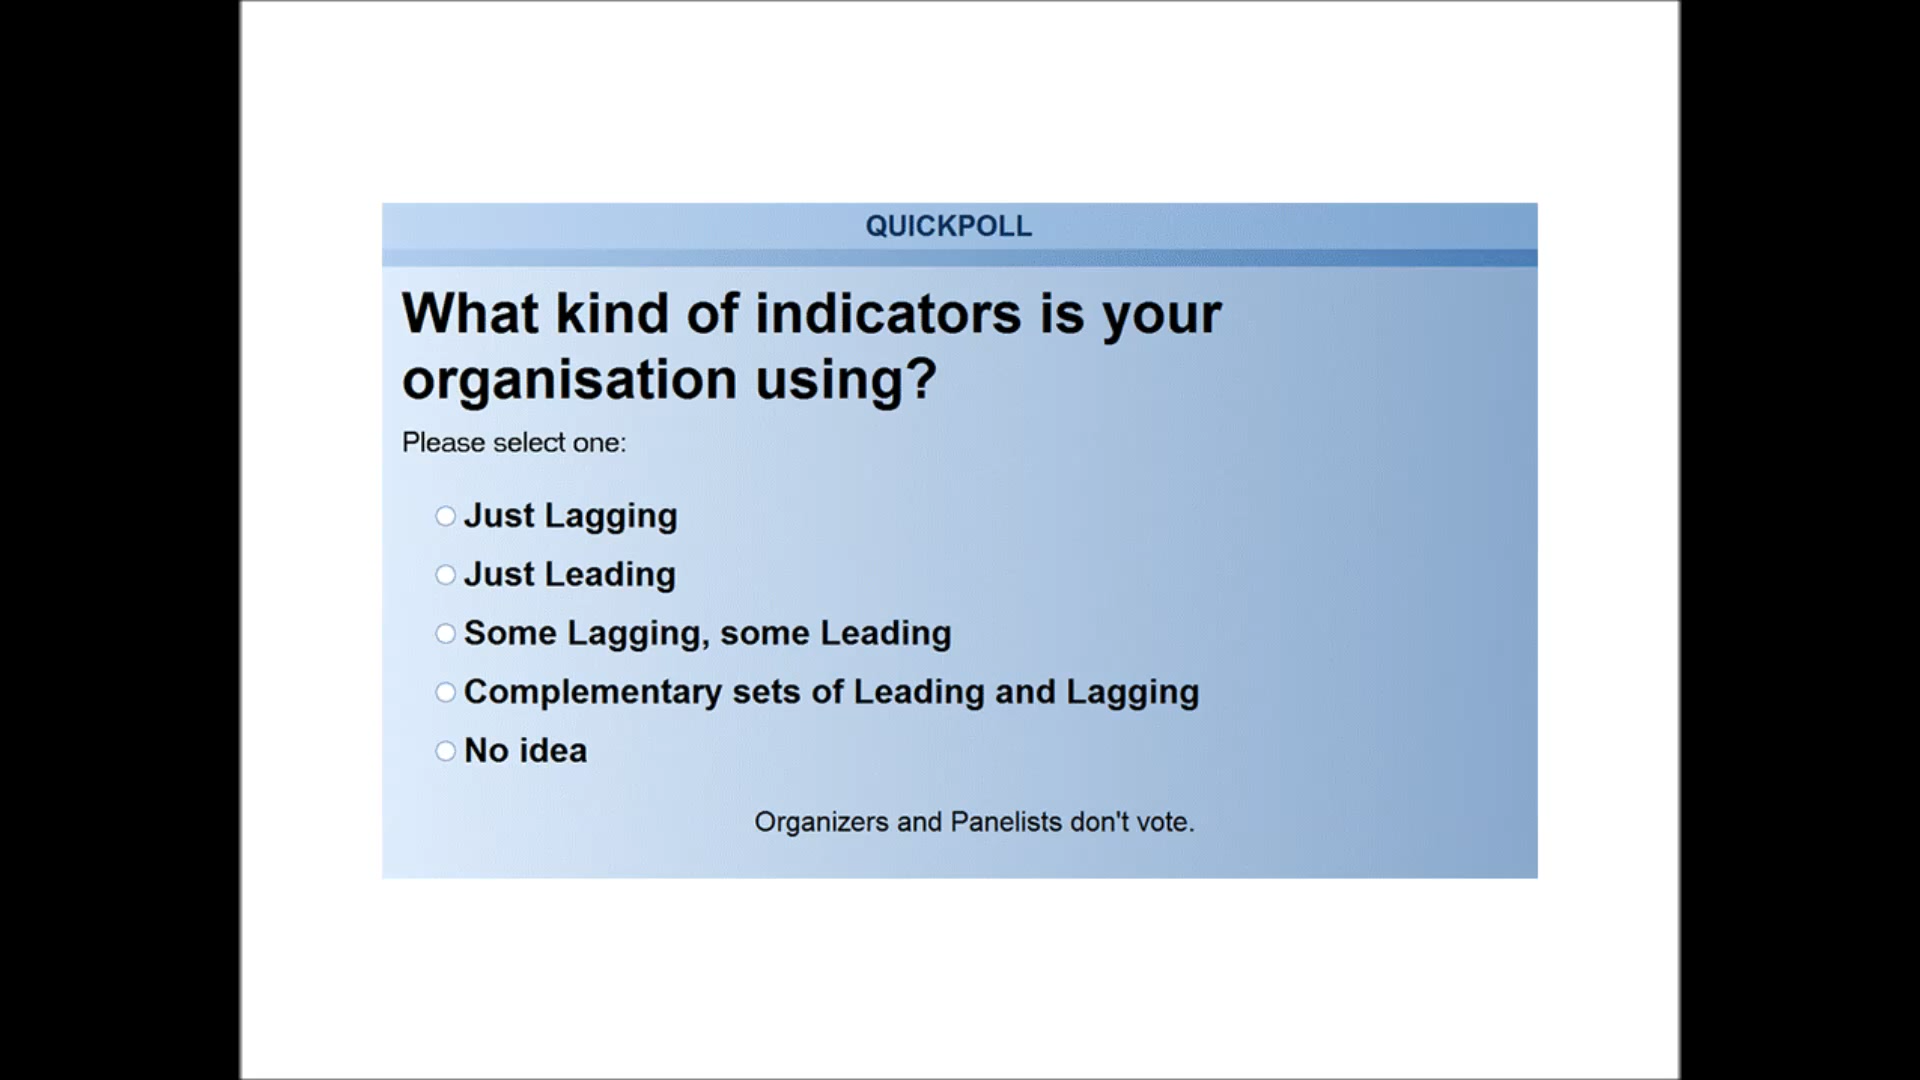 QUICKPOLL
What kind of indicators is your
organisation using?
Please select one:
Just Lagging
Just Leading
Some Lagging, some Leading
Complementary sets of Leading and Lagging
No idea
Organizers and Panelists don't vote.